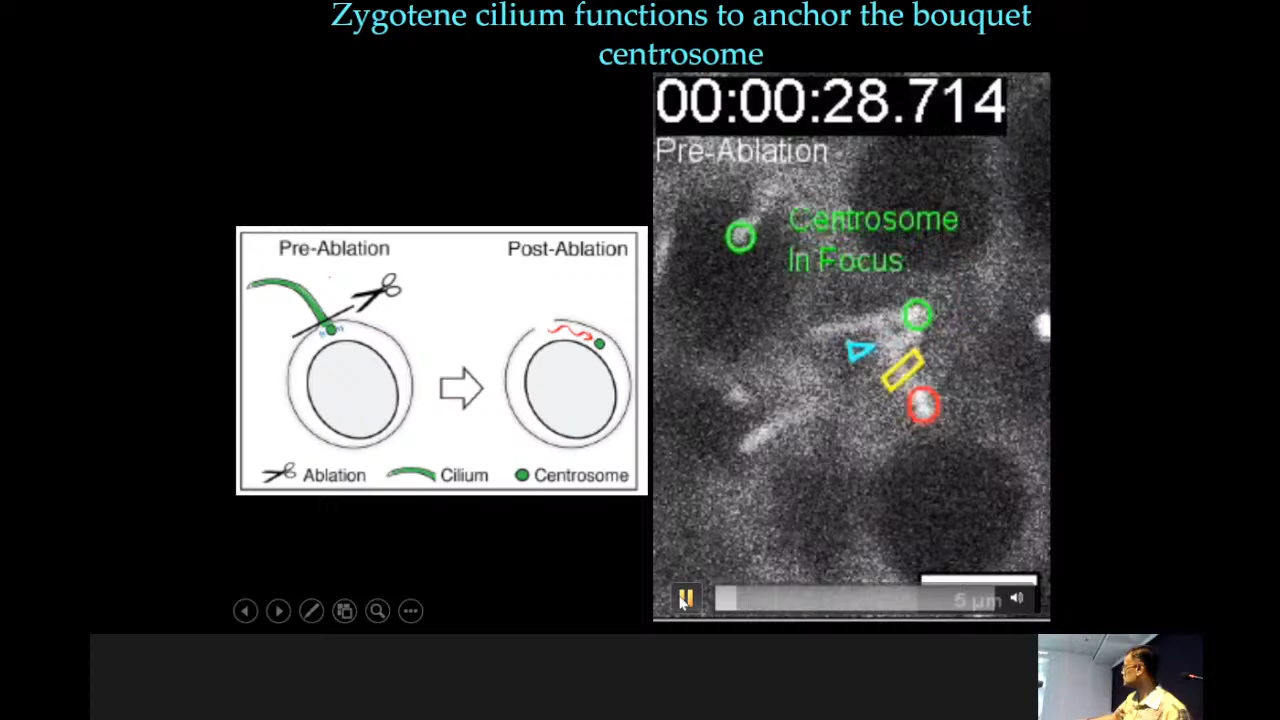 Zygotene cilium functions to anchor the bouquet
centrosome
Pre-Ablation
Post-Ablation
Ablation
Cilium
Centrosome
00:00:28.714
Pre-Ablation
Centrosome
In Focus
5 µm